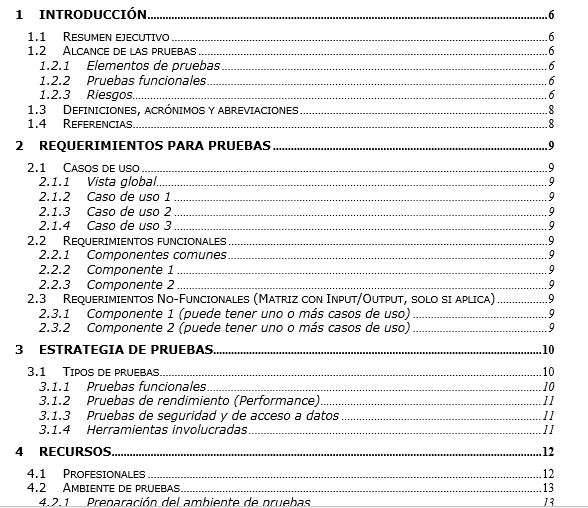 1 INTRODUCCIÓN...6
1.1 RESUMEN EJECUTIVO...6
1.2 ALCANCE DE LAS PRUEBAS...6
1.2.1 Elementos de pruebas...6
1.2.2 Pruebas funcionales...6
1.2.3 Riesgos...6
1.3 DEFINICIONES, ACRÓNIMOS Y ABREVIACIONES...8
1.4 REFERENCIAS...8
2 REQUERIMIENTOS PARA PRUEBAS...9
2.1 CASOS DE USO...9
2.1.1 Vista global...9
2.1.2 Caso de uso 1...9
2.1.3 Caso de uso 2...9
2.1.4 Caso de uso 3...9
2.2 REQUERIMIENTOS FUNCIONALES...9
2.2.1 Componentes comunes...9
2.2.2 Componente 1...9
2.2.3 Componente 2...9
2.3 REQUERIMIENTOS NO-FUNCIONALES (MATRIZ CON INPUT/OUTPUT, SOLO SI APLICA)...9
2.3.1 Componente 1 (puede tener uno o más casos de uso)...9
2.3.2 Componente 2 (puede tener uno o más casos de uso)...9
3 ESTRATEGIA DE PRUEBAS...10
3.1 TIPOS DE PRUEBAS...10
3.1.1 Pruebas funcionales...10
3.1.2 Pruebas de rendimiento (Performance)...11
3.1.3 Pruebas de seguridad y de acceso a datos...11
3.1.4 Herramientas involucradas...11
4 RECURSOS...12
4.1 PROFESIONALES...12
4.2 AMBIENTE DE PRUEBAS...13
4.2.1 Preparación del ambiente de pruebas...13